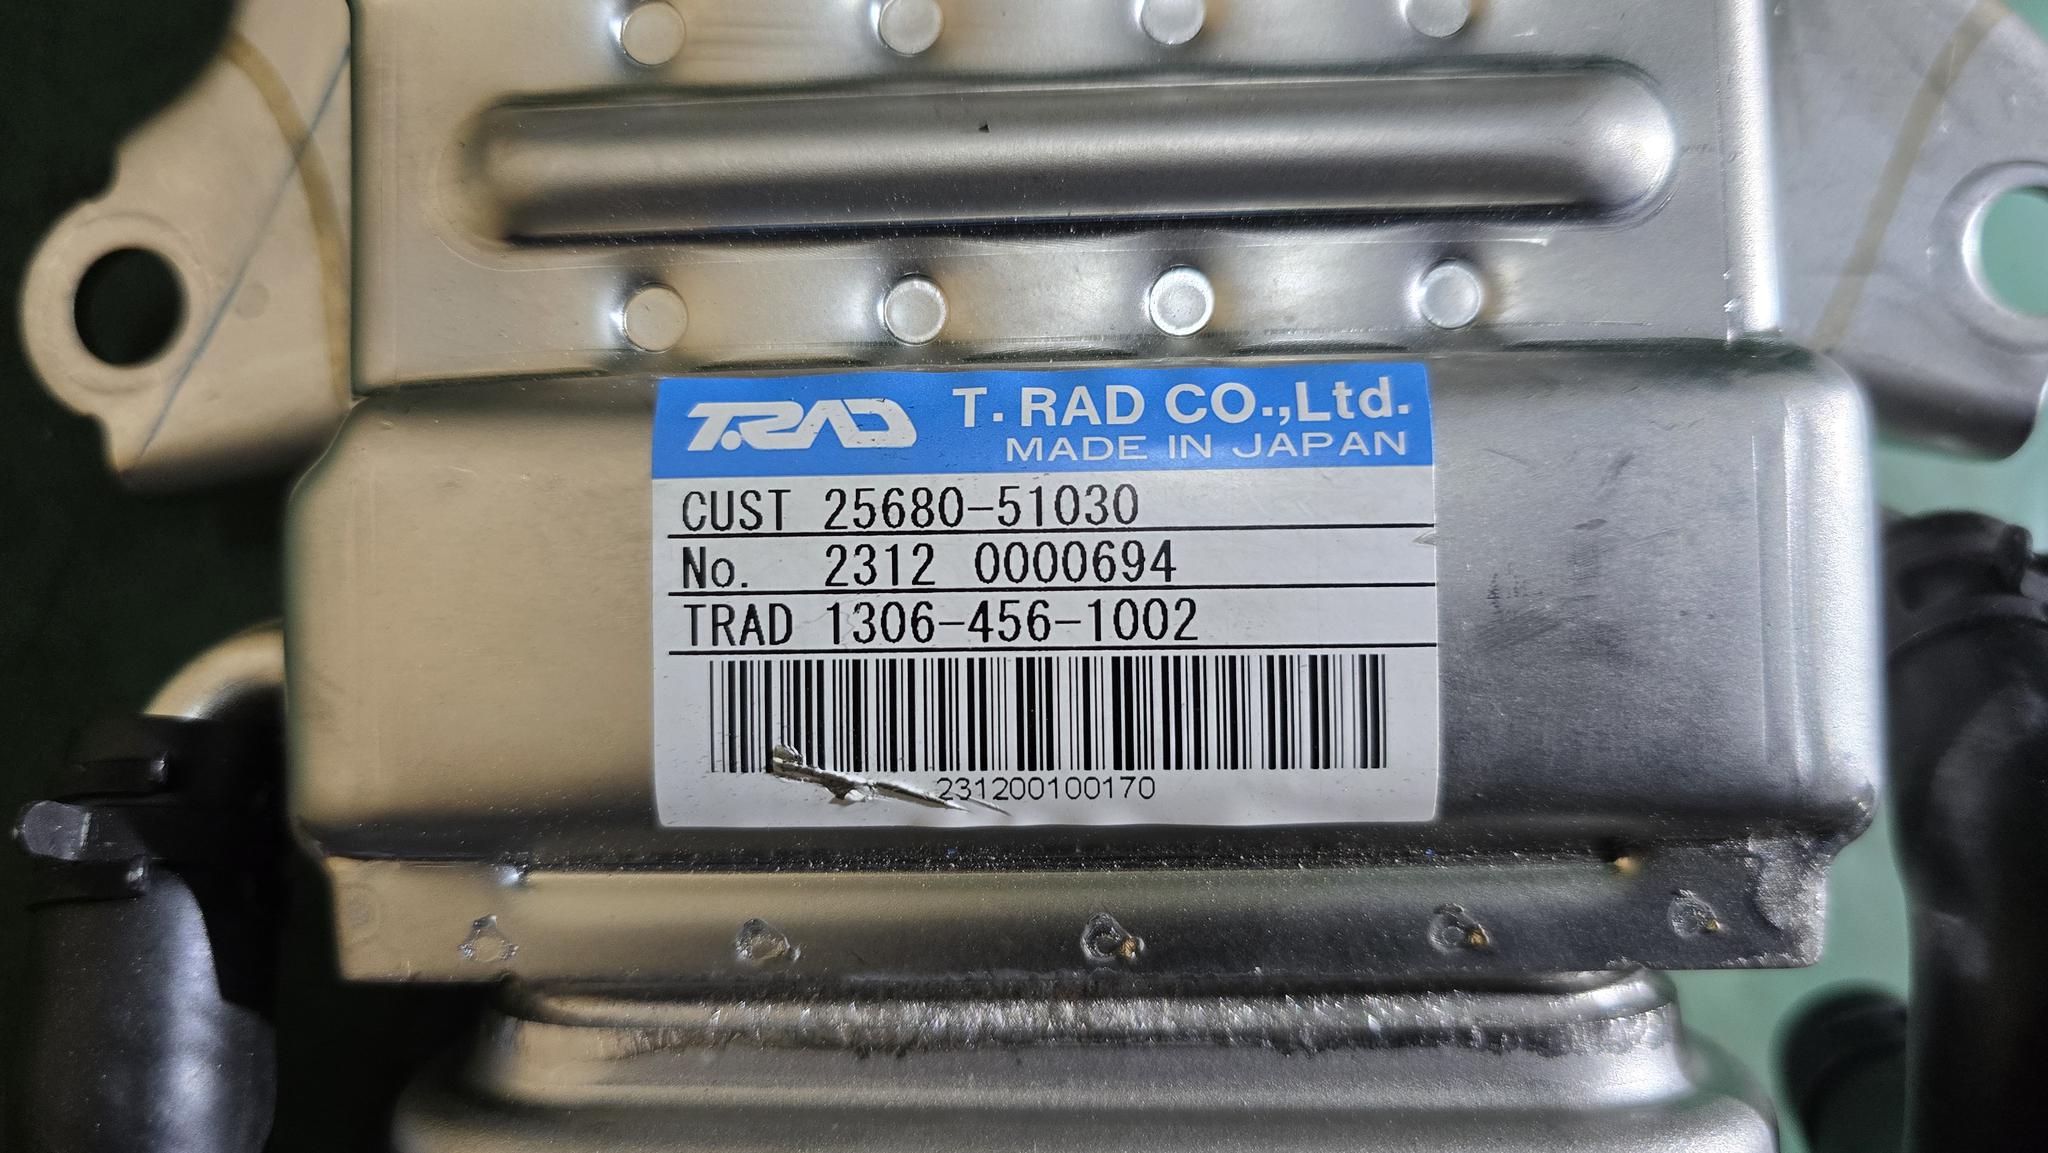 T.RAD T.RAD CO.,Ltd.
MADE IN JAPAN
CUST 25680-51030
No. 2312 0000694
TRAD 1306-456-1002
231200100170